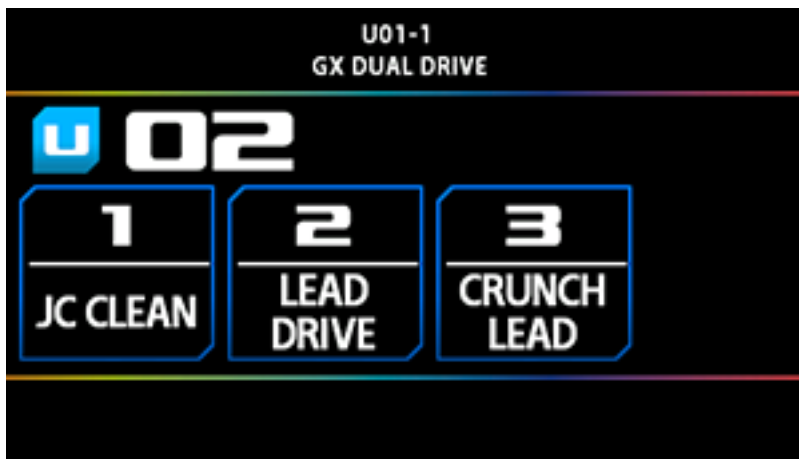 U01-1
GX DUAL DRIVE
U 02
1
JC CLEAN
2
LEAD
DRIVE
3
CRUNCH
LEAD